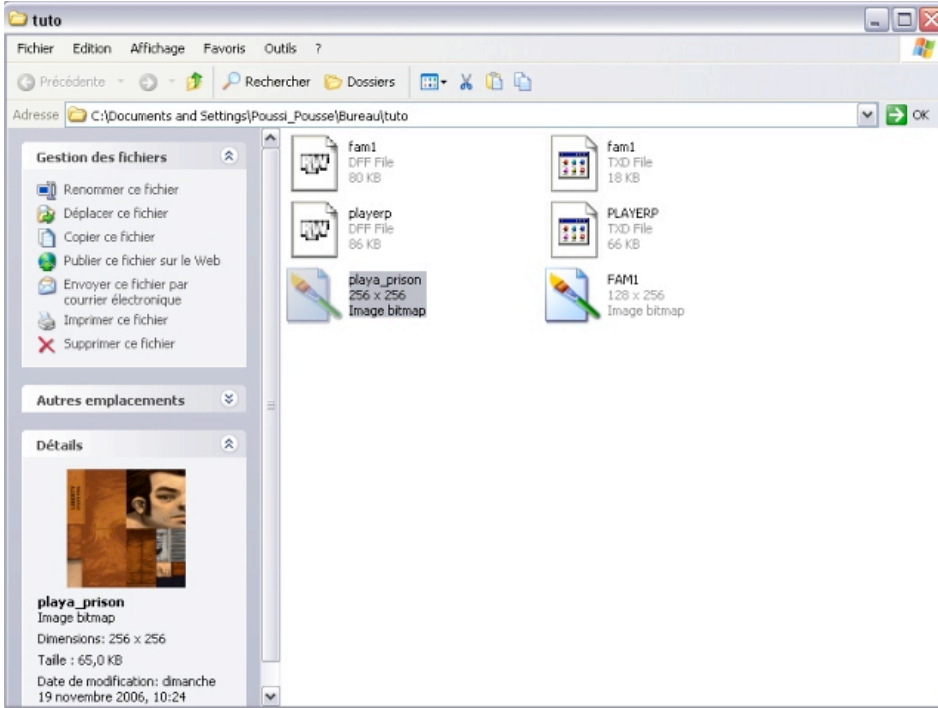 tuto
Fichier Edition Affichage Favoris Outils ?
Précédente Rechercher Dossiers
Adresse C:\Documents and Settings\Poussi_Pousse\Bureau\tuto OK
Gestion des fichiers
Renommer ce fichier
Déplacer ce fichier
Copier ce fichier
Publier ce fichier sur le Web
Envoyer ce fichier par
courrier électronique
Imprimer ce fichier
Supprimer ce fichier
Autres emplacements
Détails
LIBERTY
playa_prison
Image bitmap
Dimensions: 256 x 256
Taille : 65,0 KB
Date de modification: dimanche
19 novembre 2006, 10:24
fam1
DFF File
80 KB
fam1
TXD File
18 KB
playerp
DFF File
86 KB
PLAYERP
TXD File
66 KB
playa_prison
256 x 256
Image bitmap
FAM1
128 x 256
Image bitmap